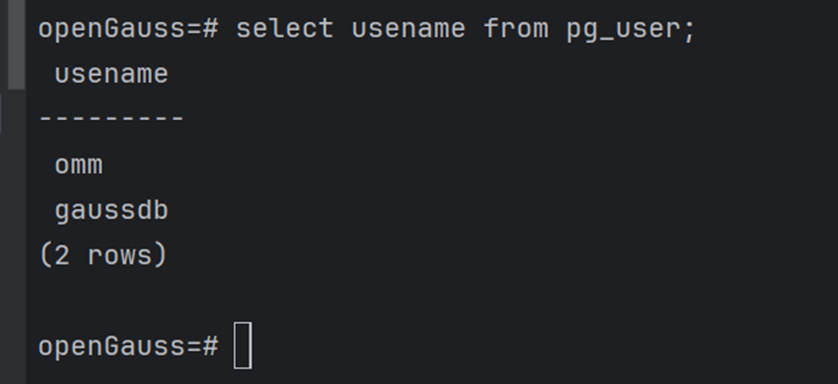 openGauss=# select usename from pg_user;
usename
---------
omm
gaussdb
(2 rows)
openGauss=#